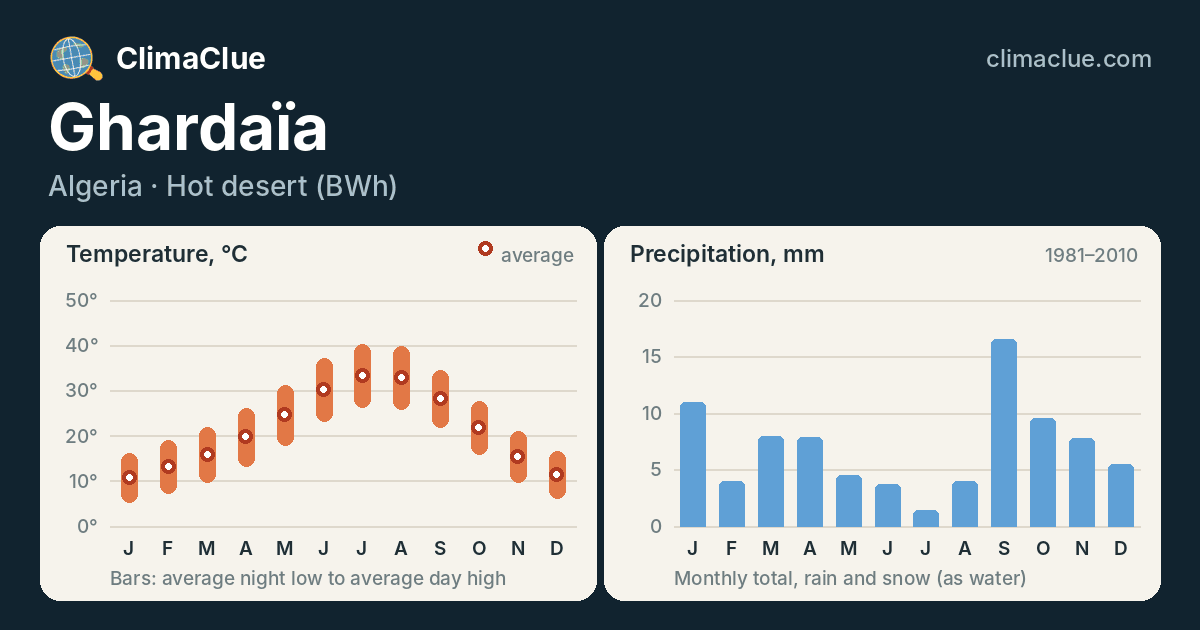 ClimaClue
climaclue.com
Ghardaïa
Algeria · Hot desert (BWh)
Temperature, °C
average
50°
40°
30°
20°
10°
0°
J F M A M J J A S O N D
Bars: average night low to average day high
Precipitation, mm
1981–2010
20
15
10
5
0
J F M A M J J A S O N D
Monthly total, rain and snow (as water)